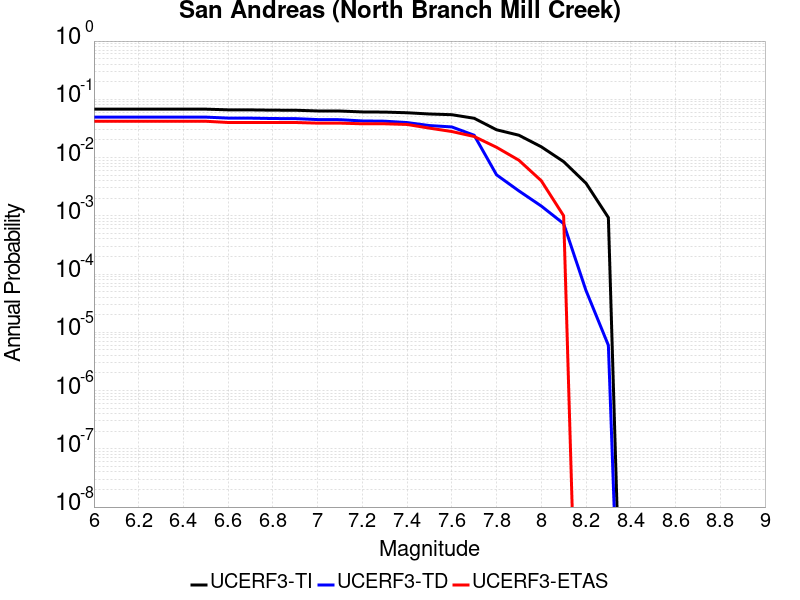 San Andreas (North Branch Mill Creek)
10^0
10^-1
10^-2
10^-3
10^-4
10^-5
10^-6
10^-7
10^-8
Annual Probability
6 6.2 6.4 6.6 6.8 7 7.2 7.4 7.6 7.8 8 8.2 8.4 8.6 8.8 9
Magnitude
UCERF3-TI UCERF3-TD UCERF3-ETAS